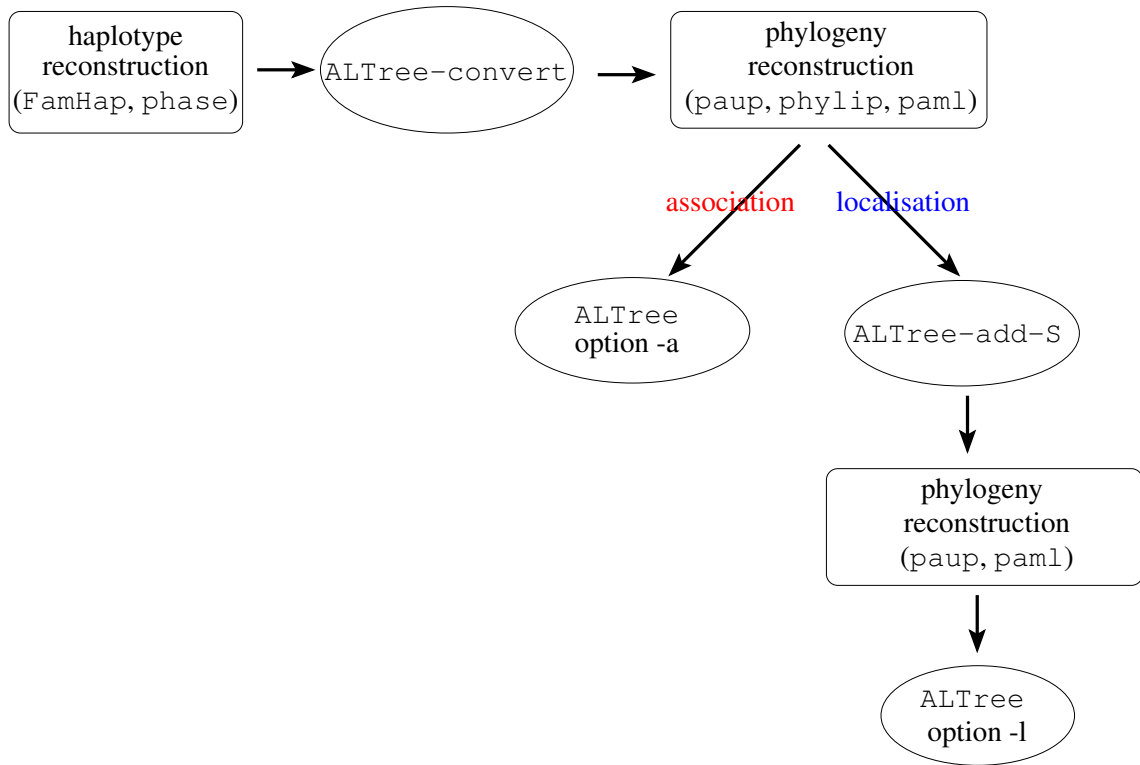 haplotype
reconstruction
(FamHap, phase)
ALTree-convert
phylogeny
reconstruction
(paup, phylip, paml)
association
localisation
ALTree
option -a
ALTree-add-S
phylogeny
reconstruction
(paup, paml)
ALTree
option -l